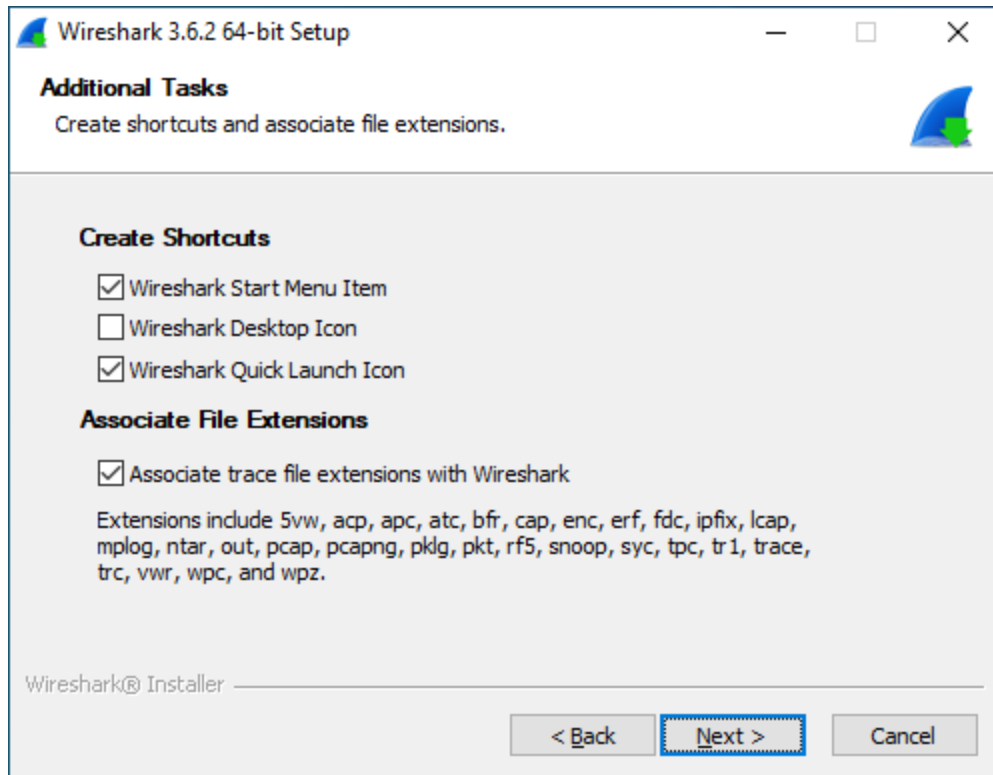 Wireshark 3.6.2 64-bit Setup
Additional Tasks
Create shortcuts and associate file extensions.
Create Shortcuts
Wireshark Start Menu Item
Wireshark Desktop Icon
Wireshark Quick Launch Icon
Associate File Extensions
Associate trace file extensions with Wireshark
Extensions include 5vw, acp, apc, atc, bfr, cap, enc, erf, fdc, ipfix, lcap,
mplog, ntar, out, pcap, pcapng, pklg, pkt, rf5, snoop, syc, tpc, tr1, trace,
trc, vwr, wpc, and wpz.
Wireshark® Installer
< Back Next > Cancel